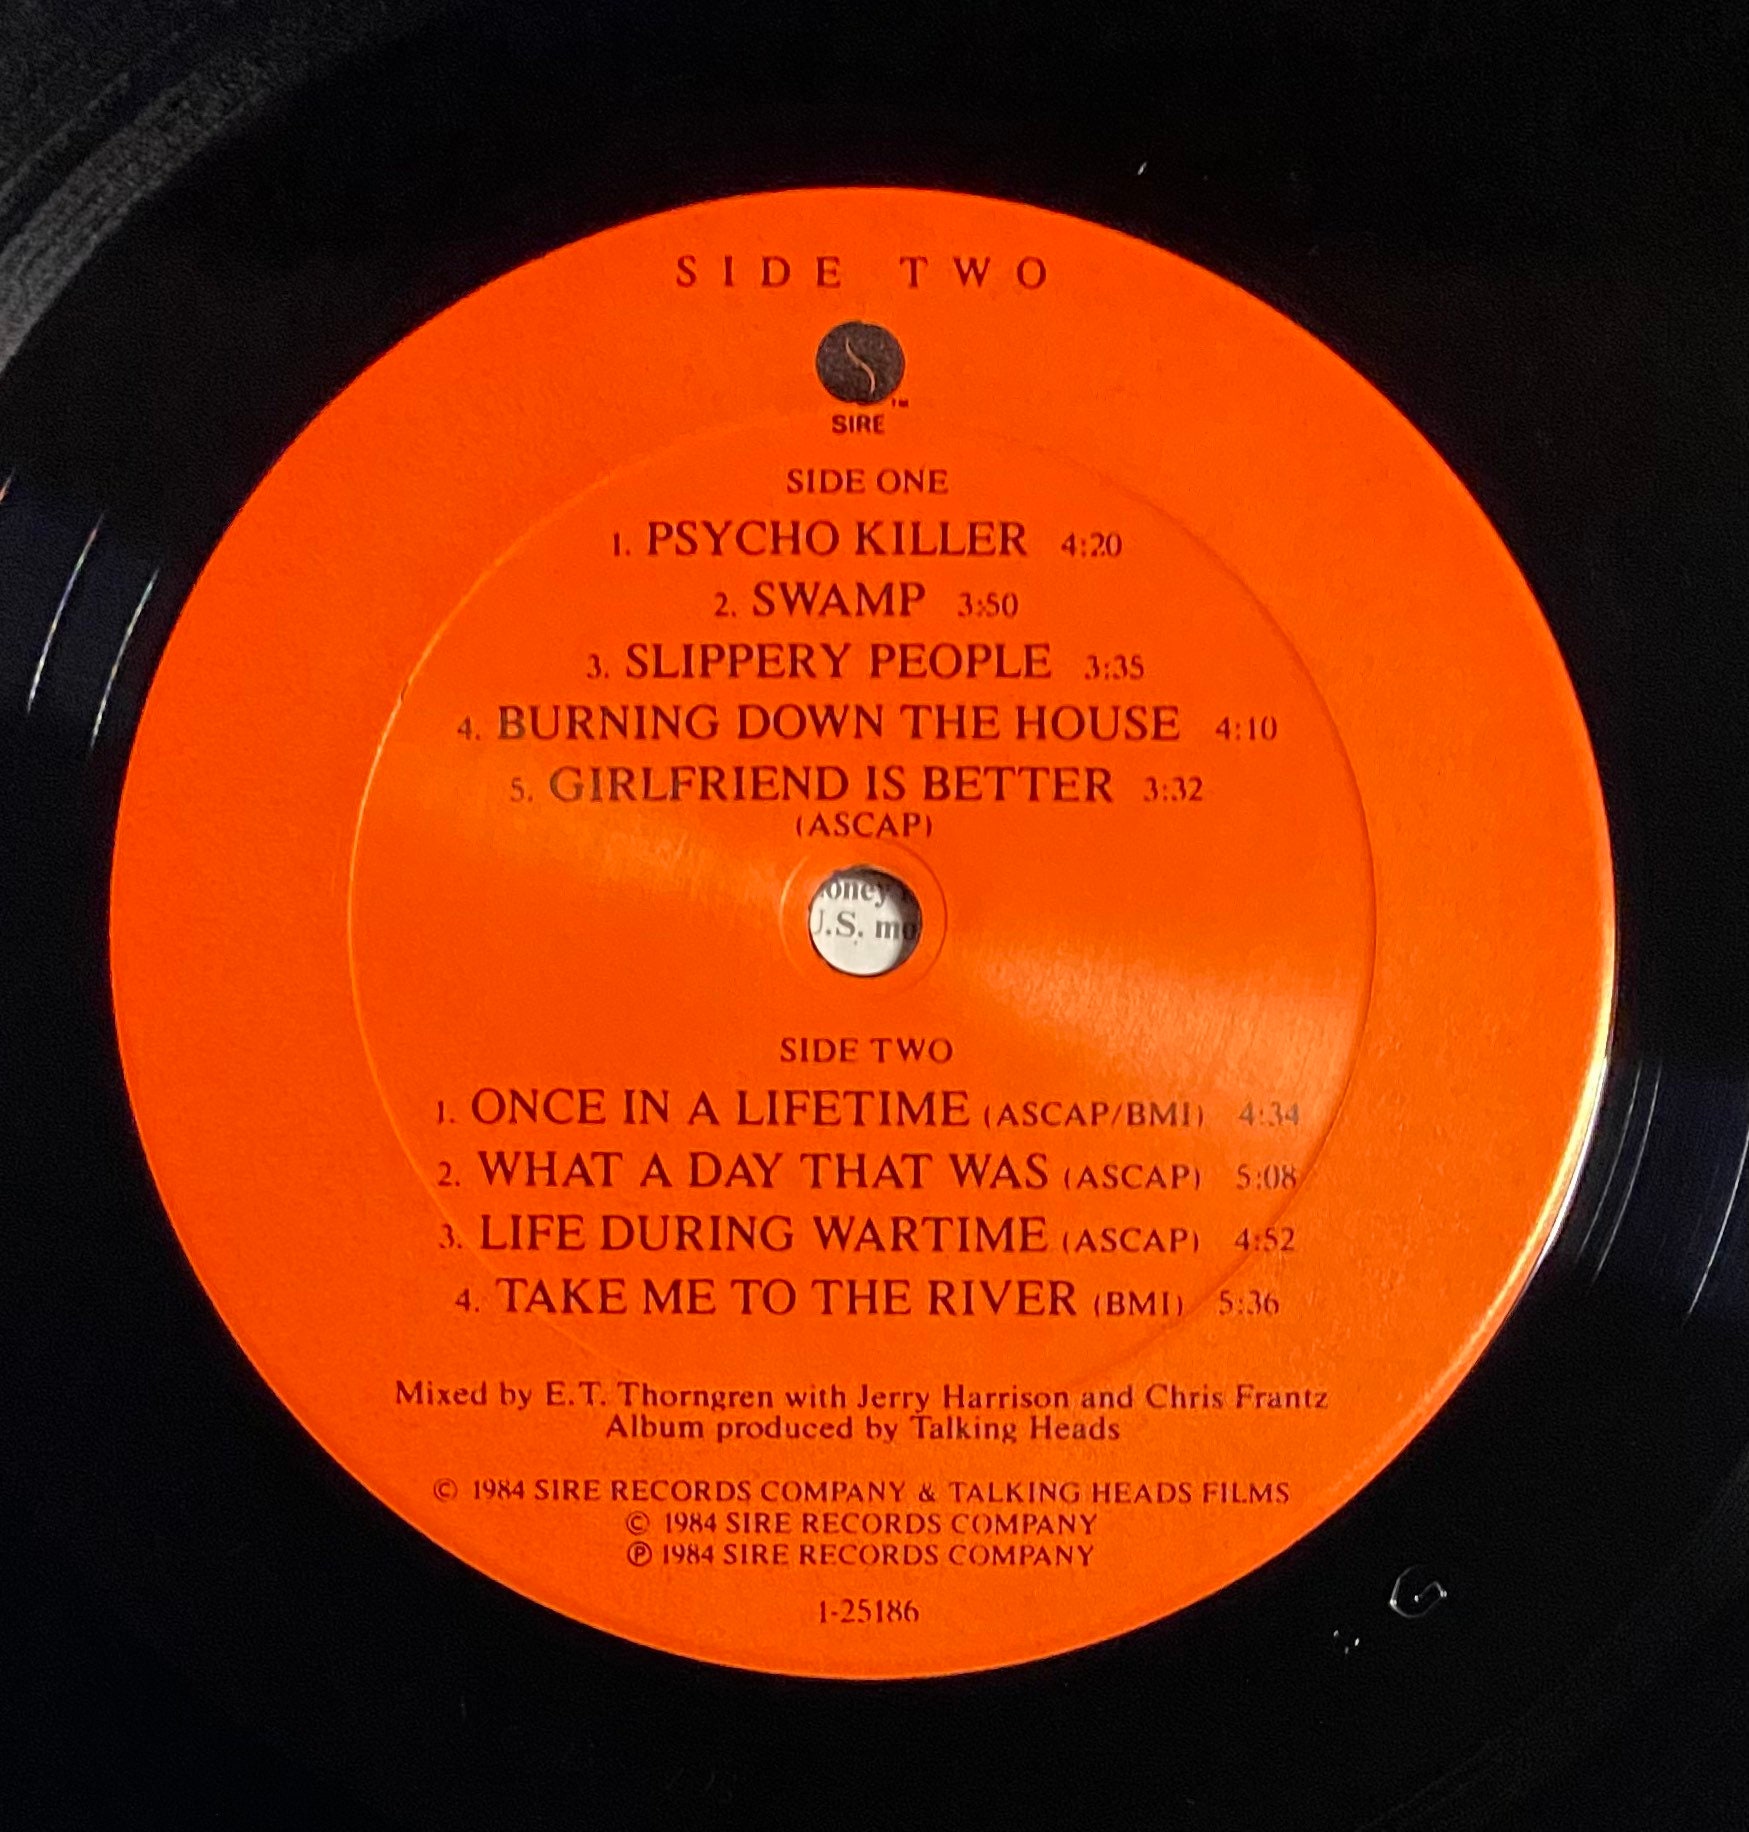 SIDE TWO
TM
SIRE
SIDE ONE
1. PSYCHO KILLER 4:20
2. SWAMP 3:50
3. SLIPPERY PEOPLE 3:35
4. BURNING DOWN THE HOUSE 4:10
5. GIRLFRIEND IS BETTER 3:32
(ASCAP)
oney
U.S. mo
SIDE TWO
1. ONCE IN A LIFETIME (ASCAP/BMI) 4:34
2. WHAT A DAY THAT WAS (ASCAP) 5:08
3. LIFE DURING WARTIME (ASCAP) 4:52
4. TAKE ME TO THE RIVER (BMI) 5:36
Mixed by E.T. Thorngren with Jerry Harrison and Chris Frantz
Album produced by Talking Heads
© 1984 SIRE RECORDS COMPANY & TALKING HEADS FILMS
© 1984 SIRE RECORDS COMPANY
℗ 1984 SIRE RECORDS COMPANY
1-25186
G